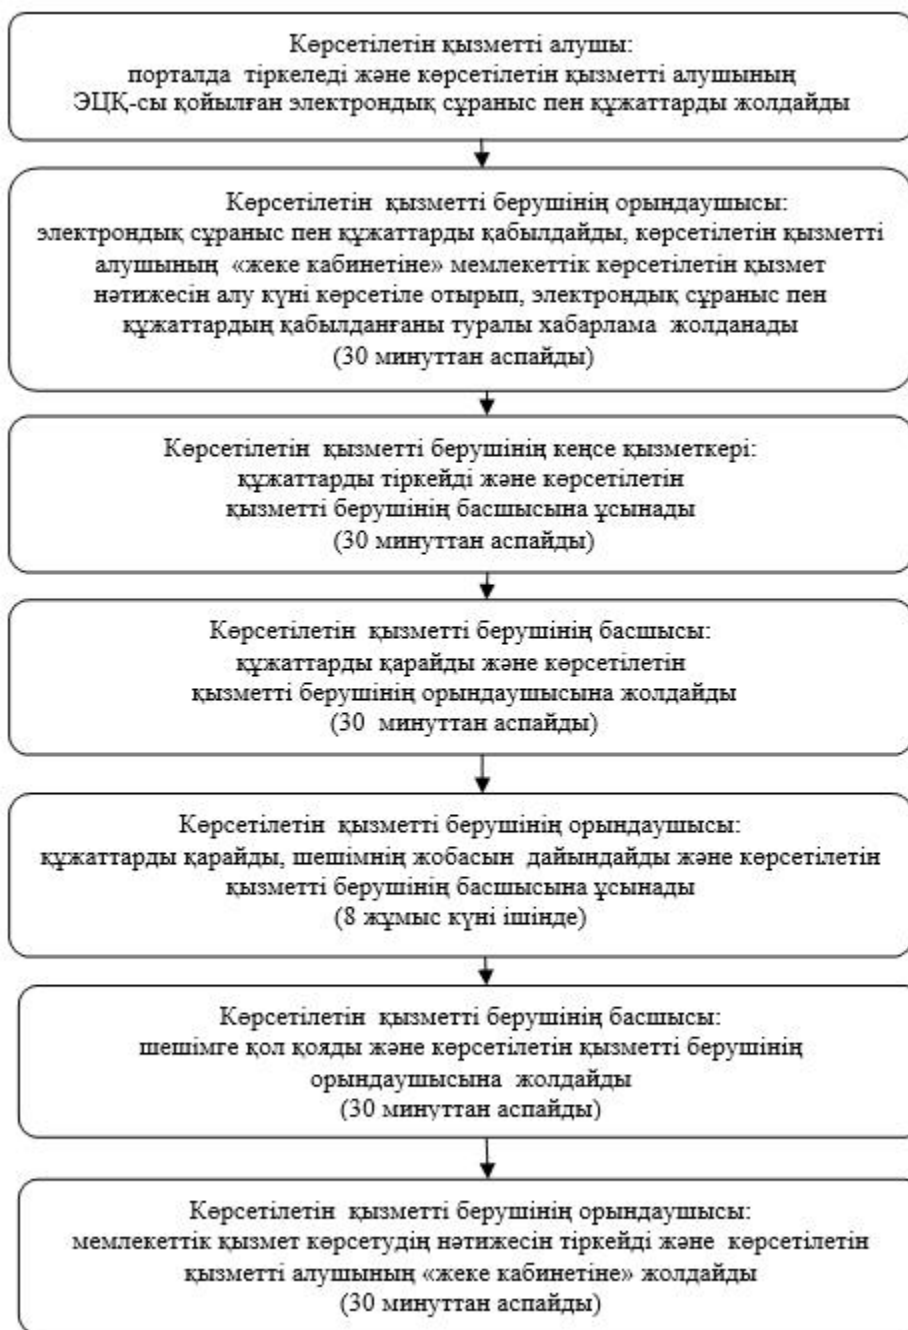 Көрсетілетін қызметті алушы:
порталда тіркеледі және көрсетілетін қызметті алушының
ЭЦҚ-сы қойылған электрондық сұраныс пен құжаттарды жолдайды
Көрсетілетін қызметті берушінің орындаушысы:
электрондық сұраныс пен құжаттарды қабылдайды, көрсетілетін қызметті
алушының «жеке кабинетіне» мемлекеттік көрсетілетін қызмет
нәтижесін алу күні көрсетіле отырып, электрондық сұраныс пен
құжаттардың қабылданғаны туралы хабарлама жолданады
(30 минуттан аспайды)
Көрсетілетін қызметті берушінің кеңсе қызметкері:
құжаттарды тіркейді және көрсетілетін
қызметті берушінің басшысына ұсынады
(30 минуттан аспайды)
Көрсетілетін қызметті берушінің басшысы:
құжаттарды қарайды және көрсетілетін
қызметті берушінің орындаушысына жолдайды
(30 минуттан аспайды)
Көрсетілетін қызметті берушінің орындаушысы:
құжаттарды қарайды, шешімнің жобасын дайындайды және көрсетілетін
қызметті берушінің басшысына ұсынады
(8 жұмыс күні ішінде)
Көрсетілетін қызметті берушінің басшысы:
шешімге қол қояды және көрсетілетін қызметті берушінің
орындаушысына жолдайды
(30 минуттан аспайды)
Көрсетілетін қызметті берушінің орындаушысы:
мемлекеттік қызмет көрсетудің нәтижесін тіркейді және көрсетілетін
қызметті алушының «жеке кабинетіне» жолдайды
(30 минуттан аспайды)